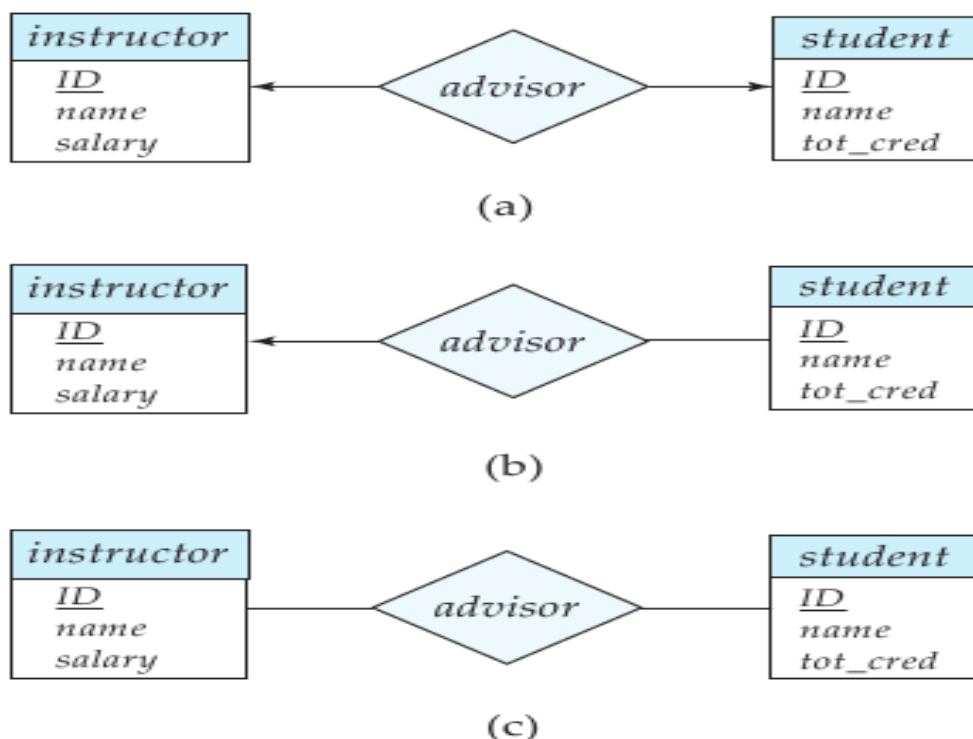 instructor
ID
name
salary
advisor
student
ID
name
tot_cred
(a)
instructor
ID
name
salary
advisor
student
ID
name
tot_cred
(b)
instructor
ID
name
salary
advisor
student
ID
name
tot_cred
(c)